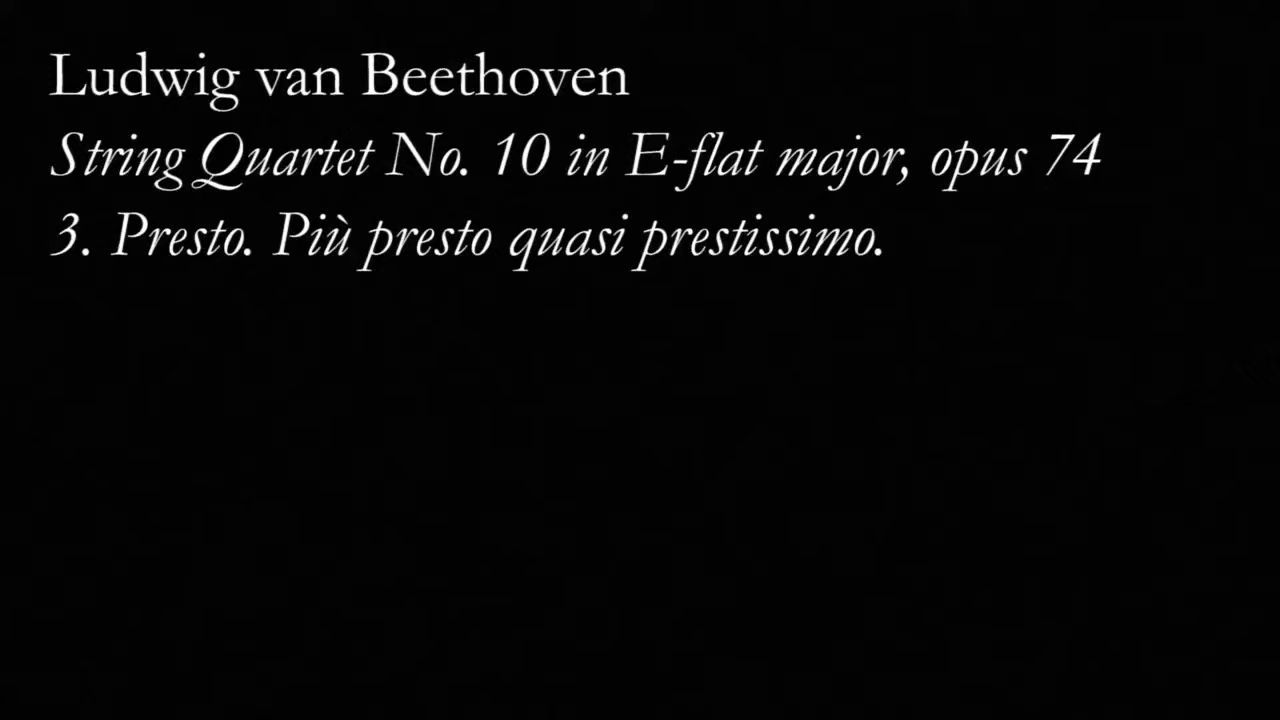 Ludwig van Beethoven
String Quartet No. 10 in E-flat major, opus 74
3. Presto. Più presto quasi prestissimo.